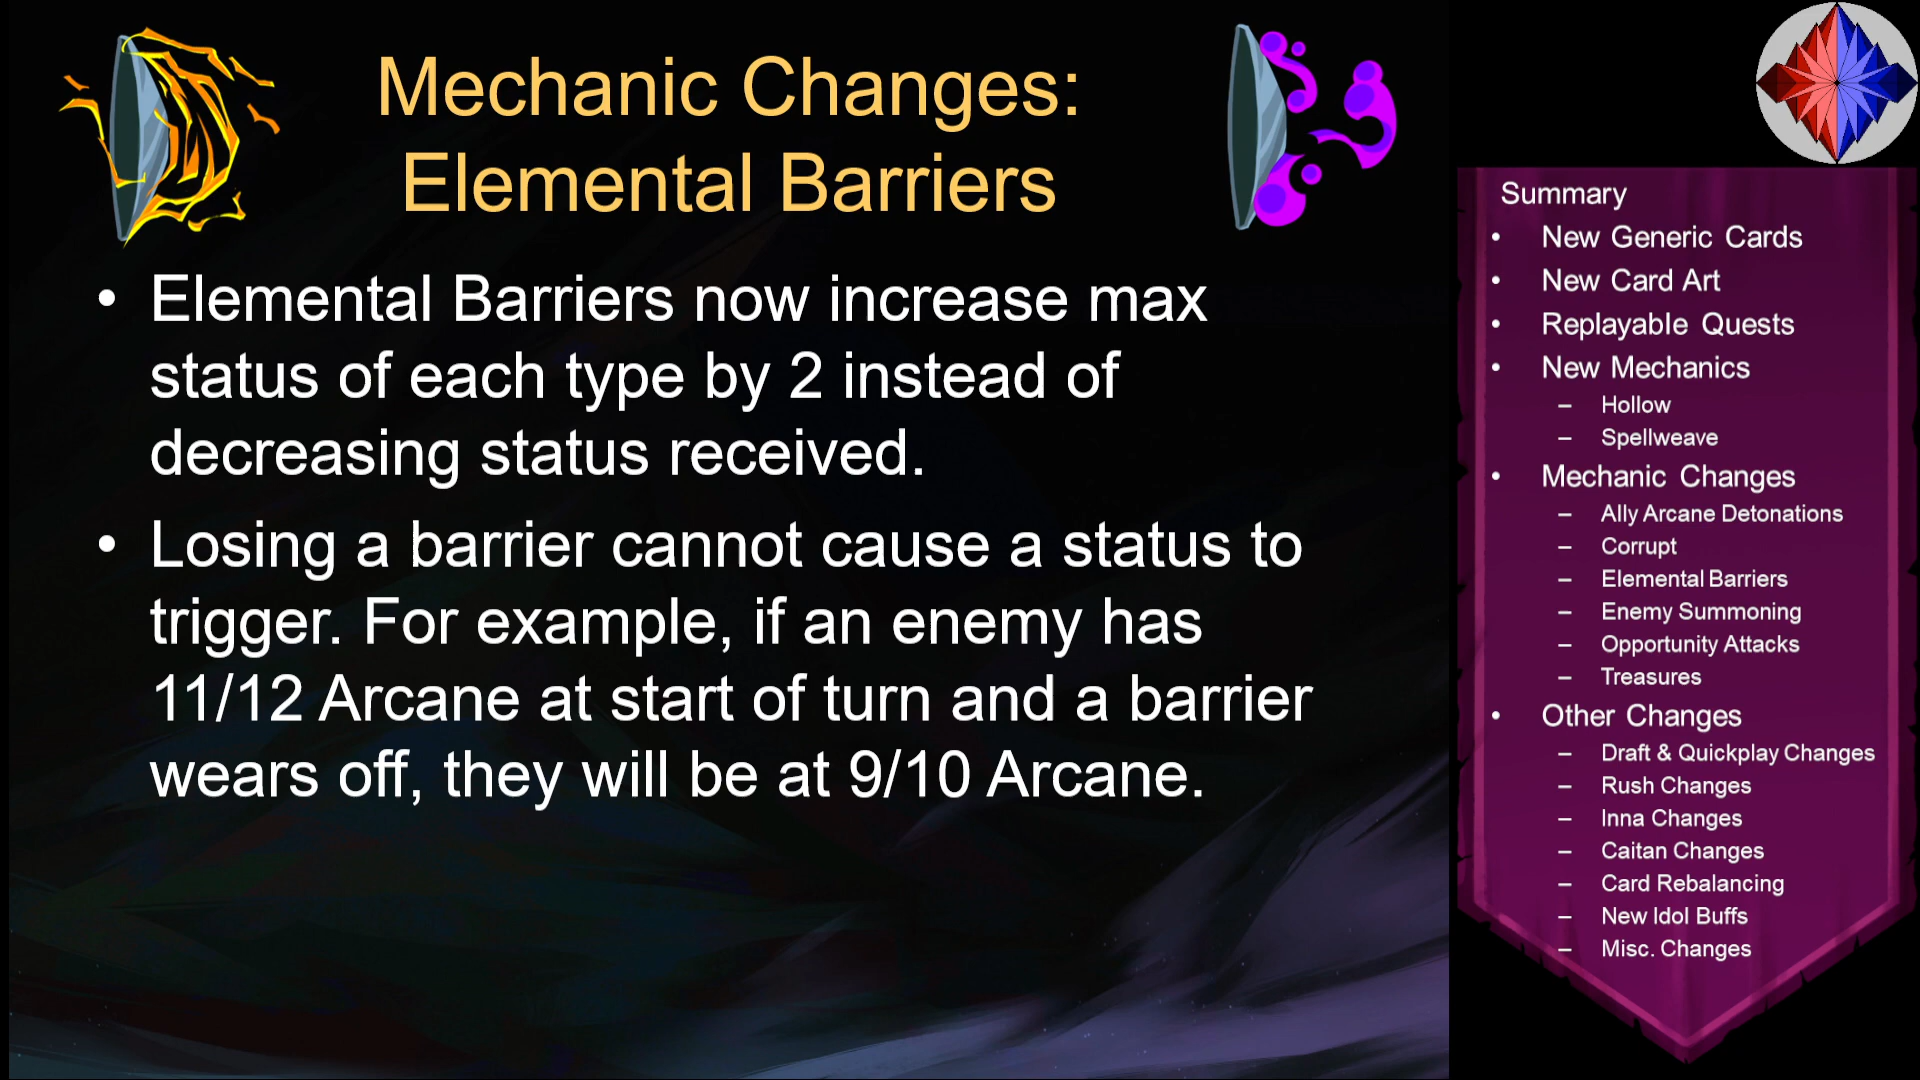 Mechanic Changes:
Elemental Barriers
• Elemental Barriers now increase max
status of each type by 2 instead of
decreasing status received.
• Losing a barrier cannot cause a status to
trigger. For example, if an enemy has
11/12 Arcane at start of turn and a barrier
wears off, they will be at 9/10 Arcane.
Summary
• New Generic Cards
• New Card Art
• Replayable Quests
• New Mechanics
– Hollow
– Spellweave
• Mechanic Changes
– Ally Arcane Detonations
– Corrupt
– Elemental Barriers
– Enemy Summoning
– Opportunity Attacks
– Treasures
• Other Changes
– Draft & Quickplay Changes
– Rush Changes
– Inna Changes
– Caitan Changes
– Card Rebalancing
– New Idol Buffs
– Misc. Changes